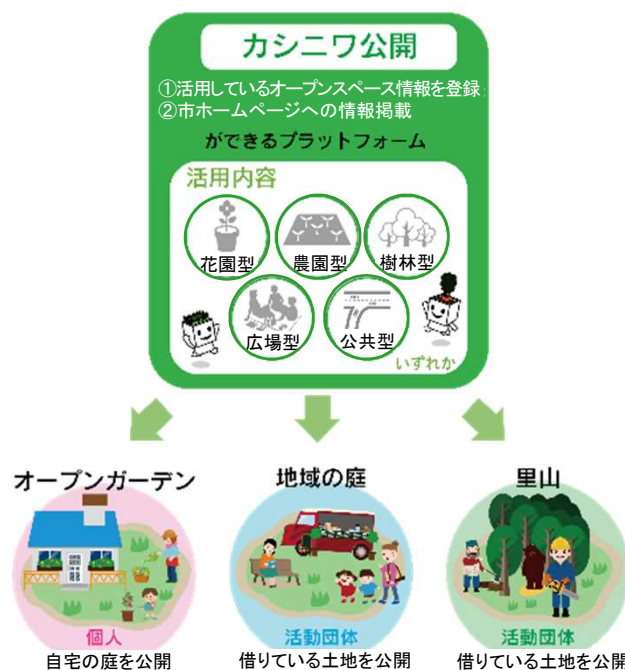 カシニワ公開
①活用しているオープンスペース情報を登録
②市ホームページへの情報掲載
ができるプラットフォーム
活用内容
花園型
農園型
樹林型
広場型
公共型
いずれか
オープンガーデン
地域の庭
里山
個人
活動団体
活動団体
自宅の庭を公開
借りている土地を公開
借りている土地を公開